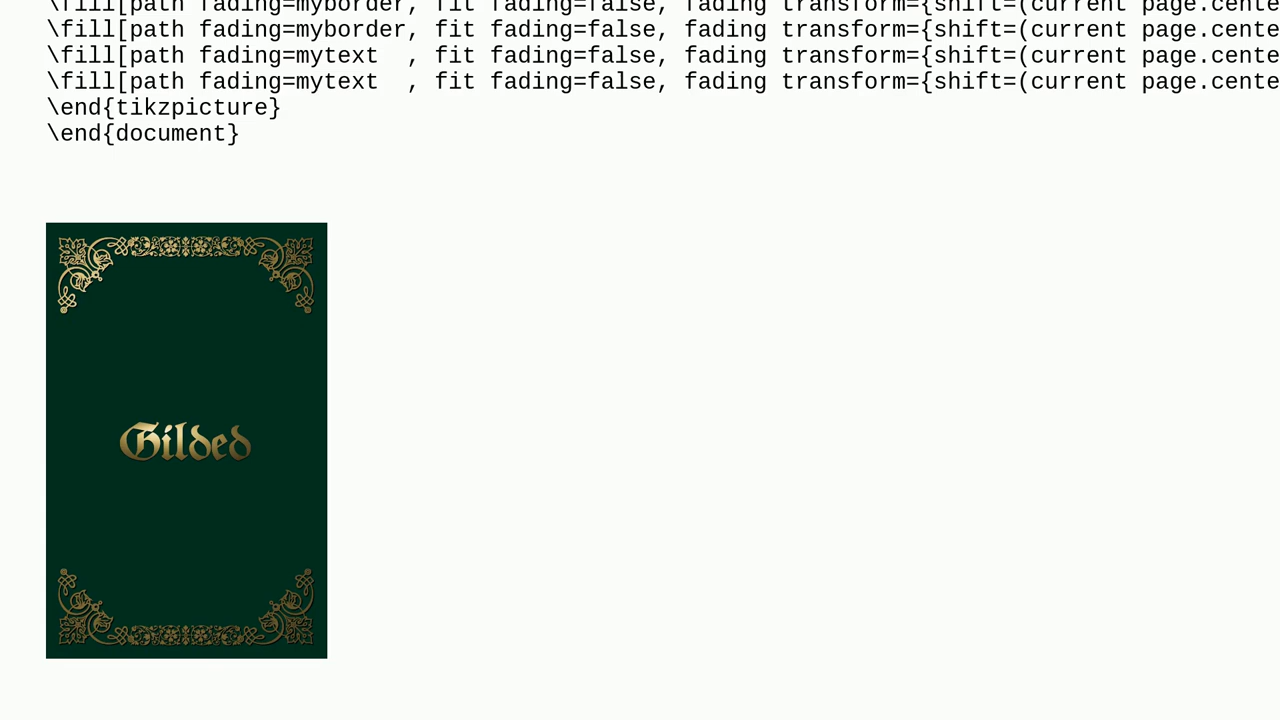 \fill[path fading=myborder, fit fading=false, fading transform={shift=(current page.cente
\fill[path fading=myborder, fit fading=false, fading transform={shift=(current page.cente
\fill[path fading=mytext  , fit fading=false, fading transform={shift=(current page.cente
\fill[path fading=mytext  , fit fading=false, fading transform={shift=(current page.cente
\end{tikzpicture}
\end{document}
Gilded